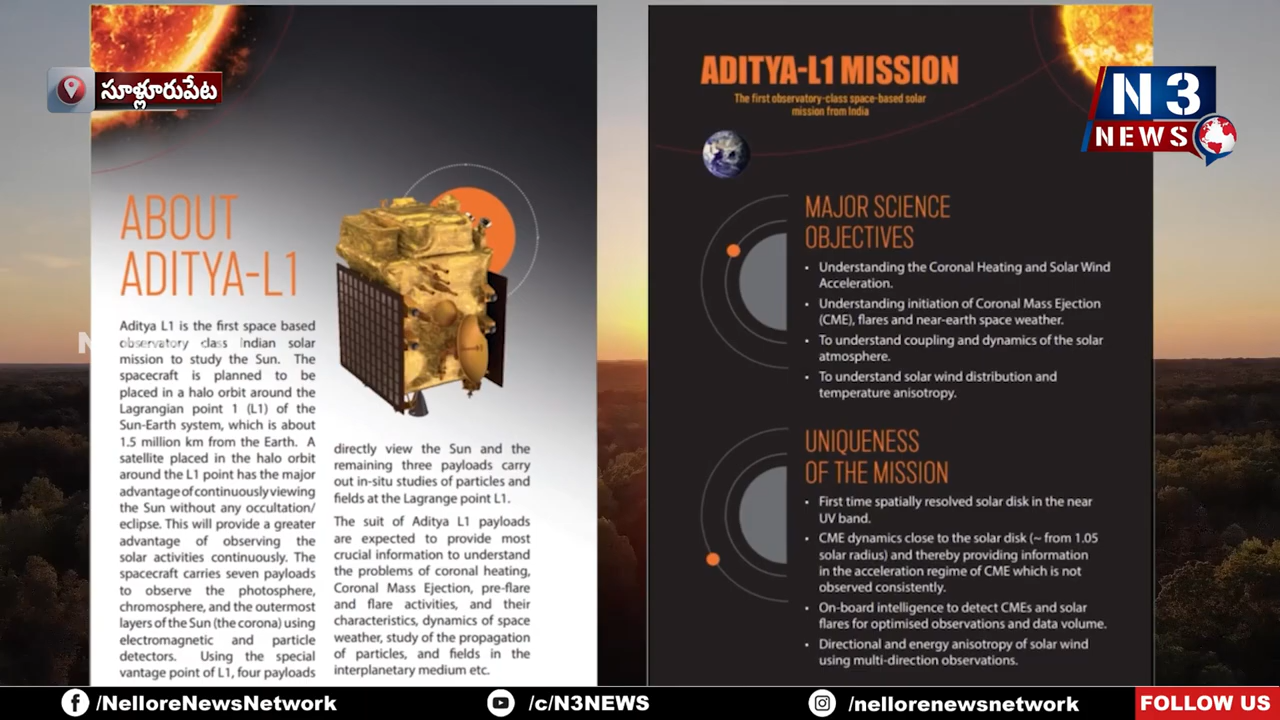 సూళ్లూరుపేట
ABOUT
ADITYA-L1
Aditya L1 is the first space based
observatory class Indian solar
mission to study the Sun. The
spacecraft is planned to be
placed in a halo orbit around the
Lagrangian point 1 (L1) of the
Sun-Earth system, which is about
1.5 million km from the Earth. A
satellite placed in the halo orbit
around the L1 point has the major
advantage of continuously viewing
the Sun without any occultation/
eclipse. This will provide a greater
advantage of observing the
solar activities continuously. The
spacecraft carries seven payloads
to observe the photosphere,
chromosphere, and the outermost
layers of the Sun (the corona) using
electromagnetic and particle
detectors. Using the special
vantage point of L1, four payloads
directly view the Sun and the
remaining three payloads carry
out in-situ studies of particles and
fields at the Lagrange point L1.
The suit of Aditya L1 payloads
are expected to provide most
crucial information to understand
the problems of coronal heating,
Coronal Mass Ejection, pre-flare
and flare activities, and their
characteristics, dynamics of space
weather, study of the propagation
of particles, and fields in the
interplanetary medium etc.
ADITYA-L1 MISSION
The first observatory-class space-based solar
mission from India
N3
NEWS
MAJOR SCIENCE
OBJECTIVES
• Understanding the Coronal Heating and Solar Wind
Acceleration.
• Understanding initiation of Coronal Mass Ejection
(CME), flares and near-earth space weather.
• To understand coupling and dynamics of the solar
atmosphere.
• To understand solar wind distribution and
temperature anisotropy.
UNIQUENESS
OF THE MISSION
• First time spatially resolved solar disk in the near
UV band.
• CME dynamics close to the solar disk (~ from 1.05
solar radius) and thereby providing information
in the acceleration regime of CME which is not
observed consistently.
• On-board intelligence to detect CMEs and solar
flares for optimised observations and data volume.
• Directional and energy anisotropy of solar wind
using multi-direction observations.
/NelloreNewsNetwork
/c/N3NEWS
/nellorenewsnetwork
FOLLOW US